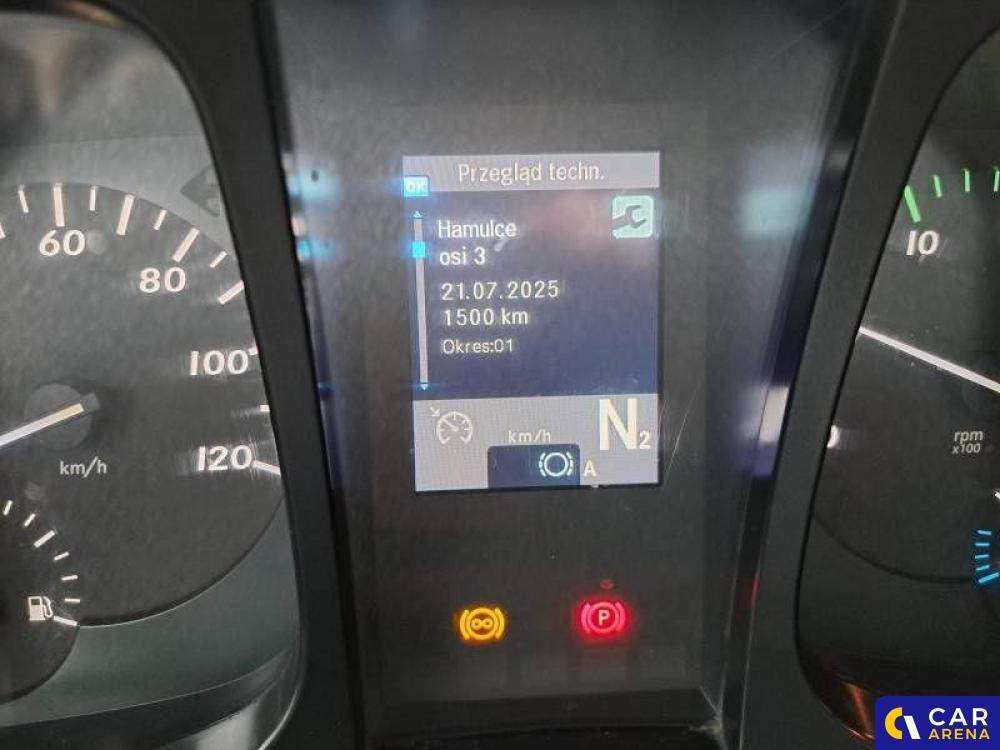 Przegląd techn.
OK
Hamulce
osi 3
21.07.2025
1500 km
Okres:01
km/h
N2
A
60
80
100
120
km/h
10
rpm
x100
P
CAR
ARENA